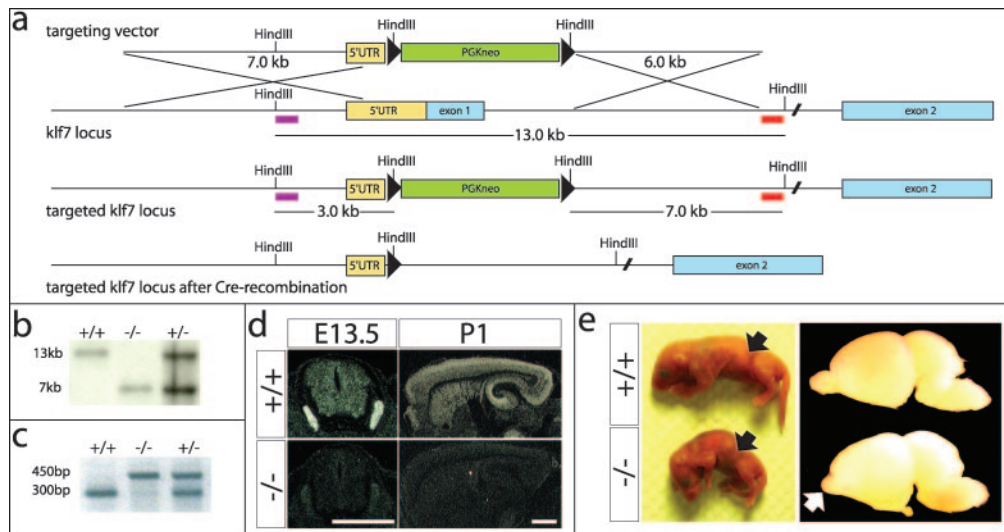 a
targeting vector
HindIII
HindIII
HindIII
5'UTR
PGKneo
7.0 kb
6.0 kb
HindIII
HindIII
5'UTR
exon 1
exon 2
klf7 locus
13.0 kb
HindIII
HindIII
HindIII
HindIII
5'UTR
PGKneo
exon 2
targeted klf7 locus
3.0 kb
7.0 kb
HindIII
HindIII
HindIII
5'UTR
exon 2
targeted klf7 locus after Cre-recombination
b
+/+ -/- +/-
13kb
7kb
c
+/+ -/- +/-
450bp
300bp
d
E13.5 P1
+/+
-/-
e
+/+
-/-